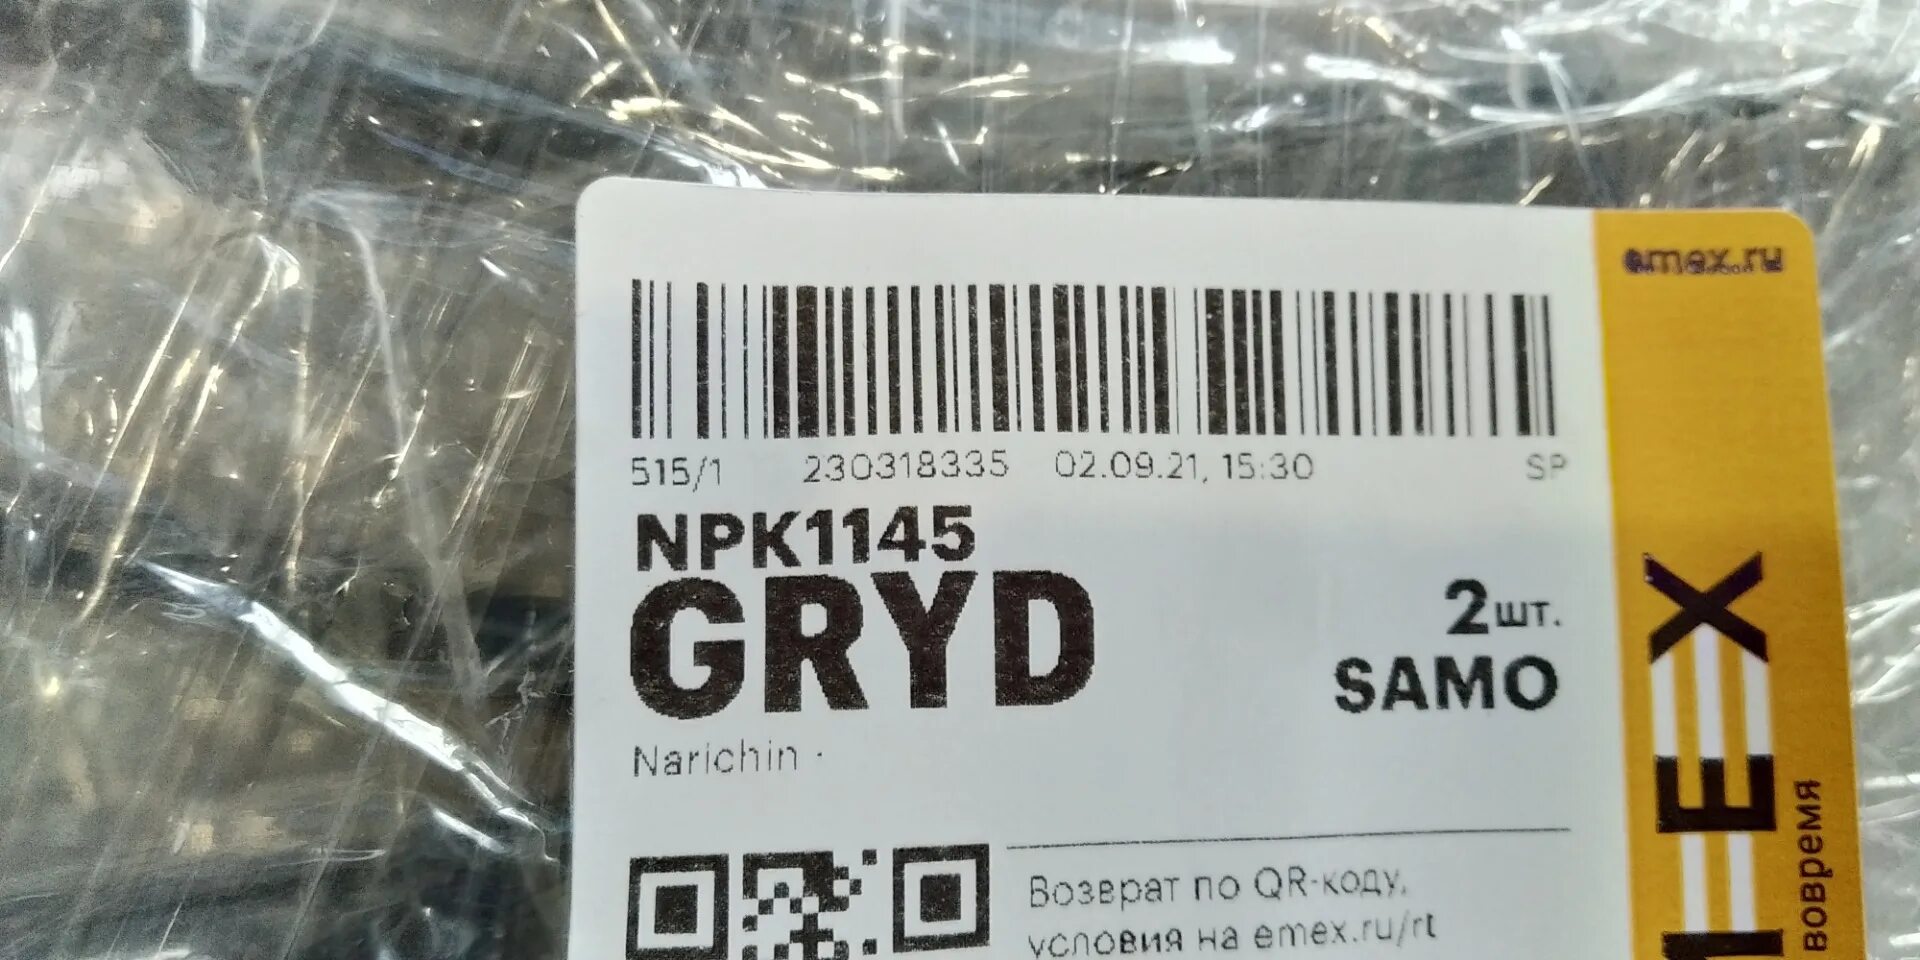 emex.ru
515/1 230318335 02.09.21, 15:30 SP
NPK1145
GRYD
2шт.
SAMO
Narichin ·
Возврат по QR-коду,
условия на emex.ru/rt
EX
вовремя